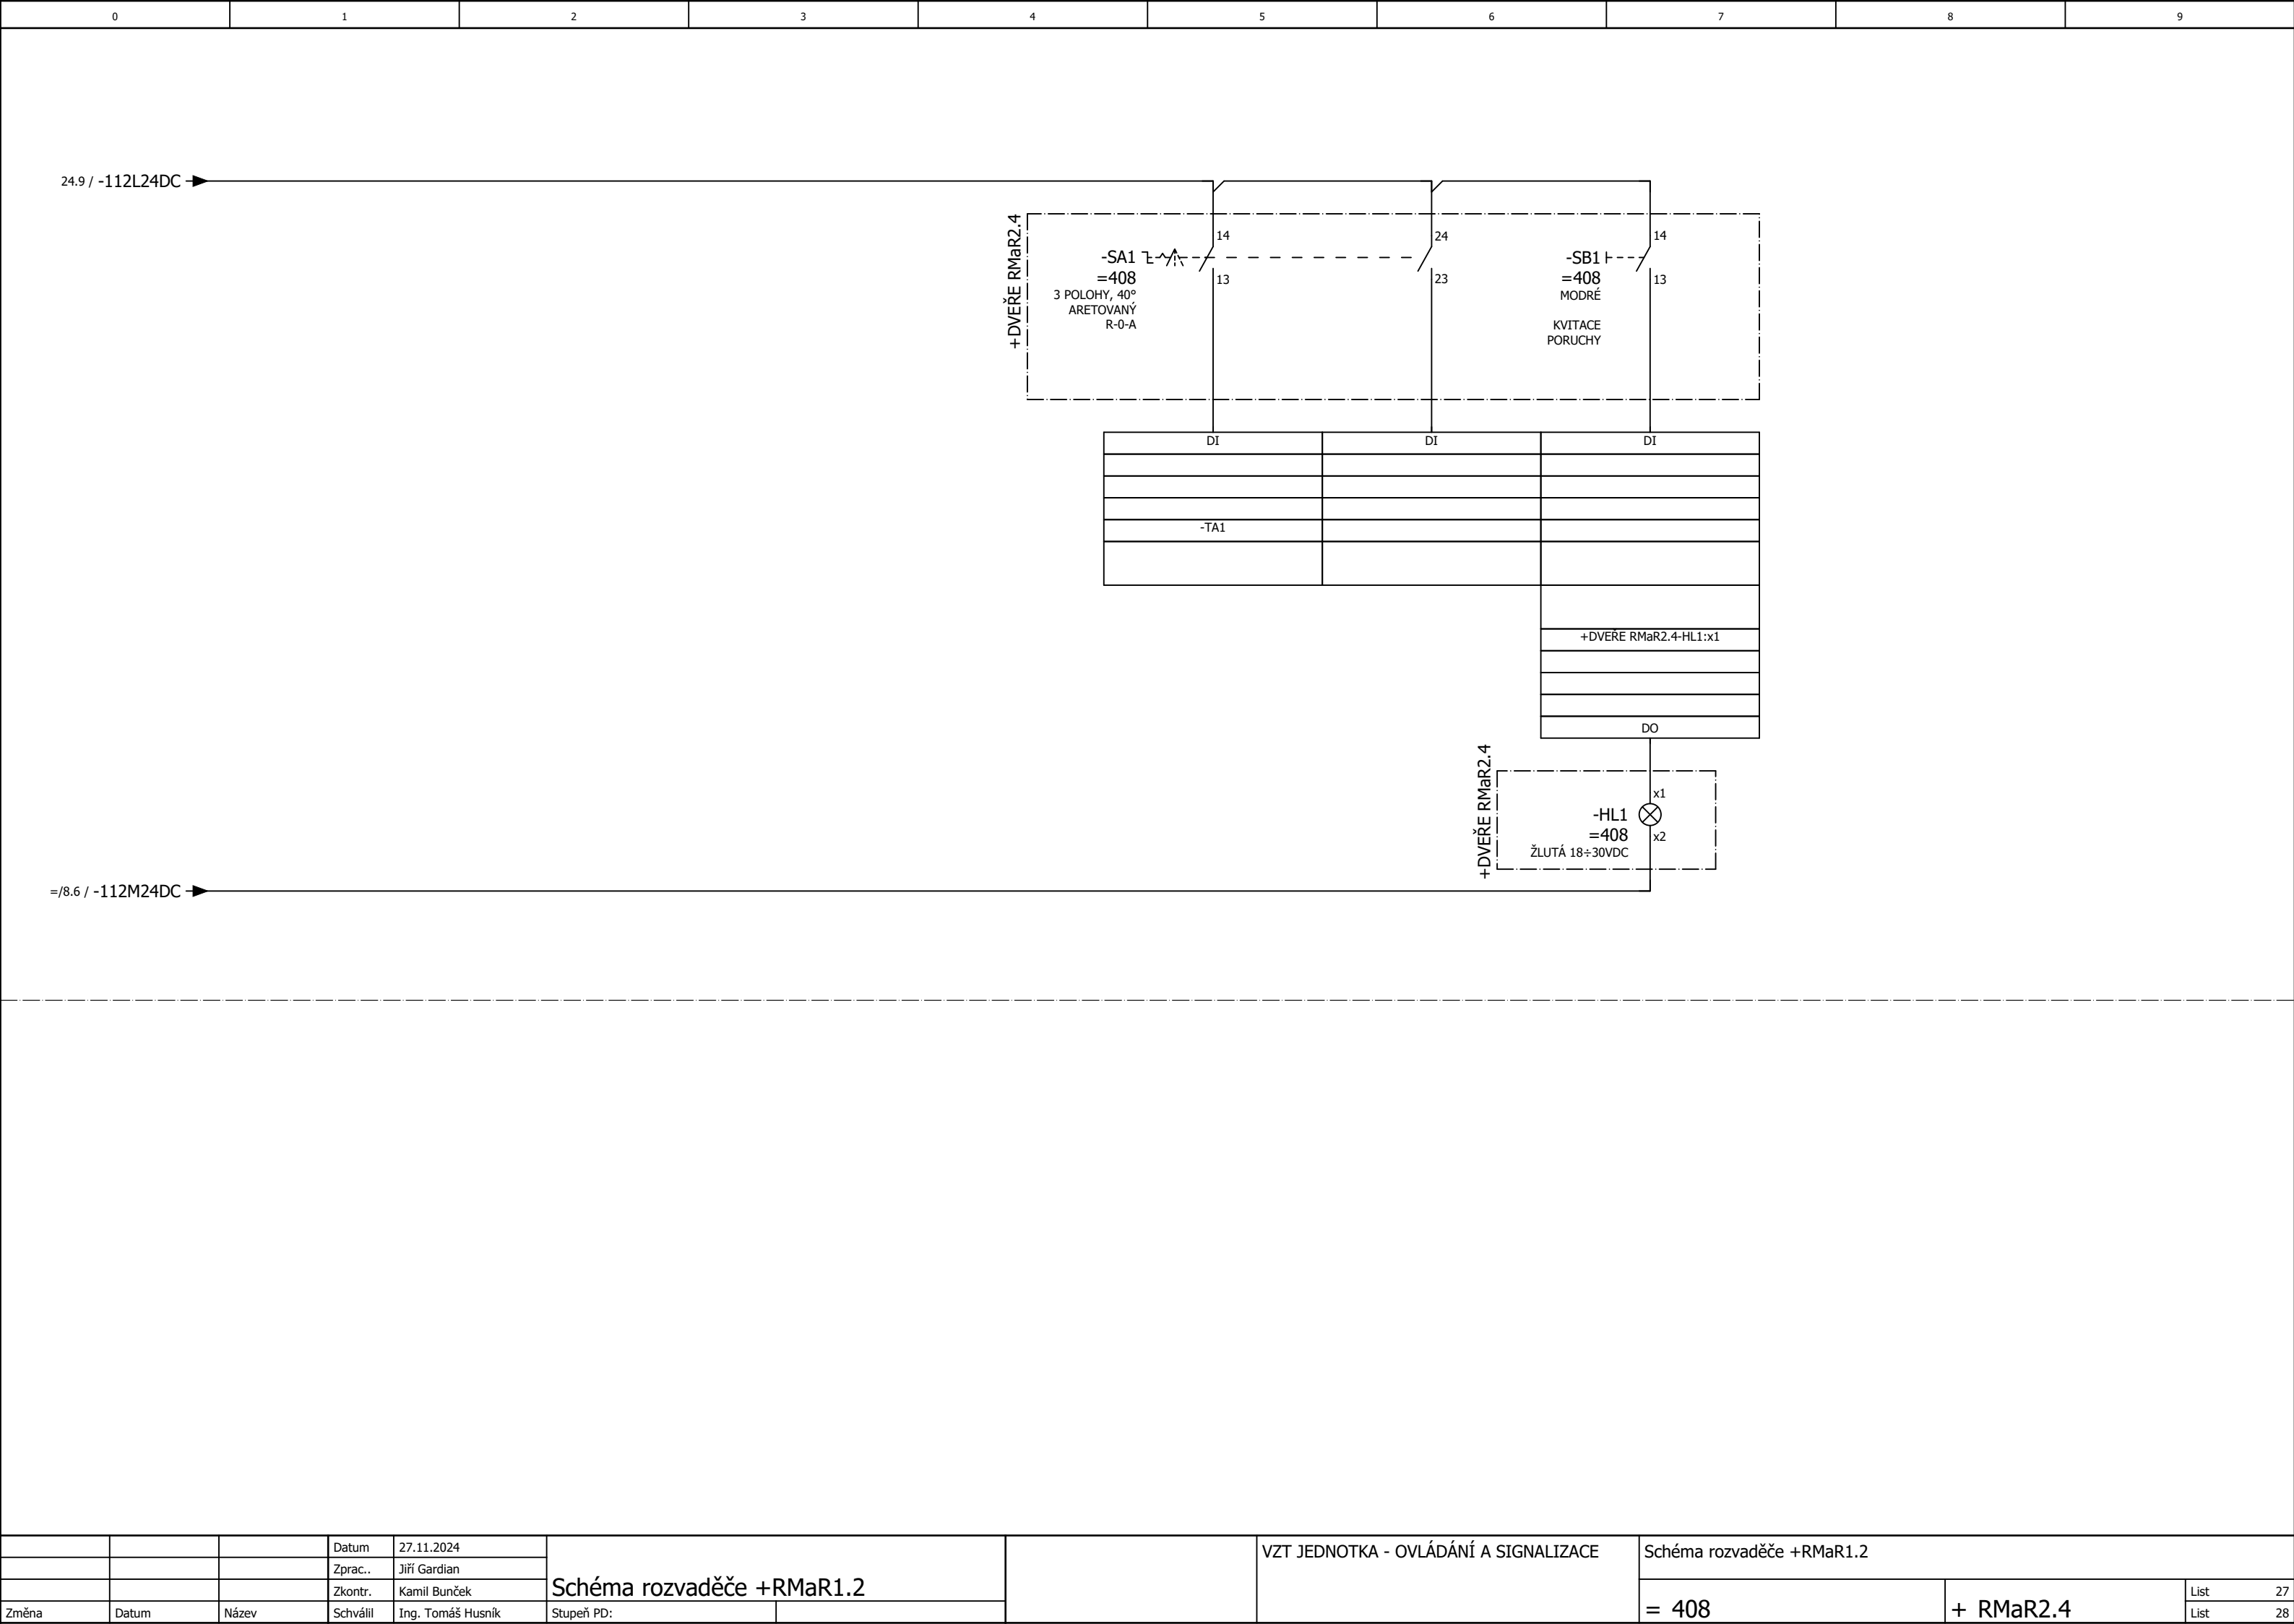 0 1 2 3 4 5 6 7 8 9
24.9 / -112L24DC
+DVEŘE RMaR2.4
-SA1
=408
3 POLOHY, 40°
ARETOVANÝ
R-0-A
14
13
24
23
-SB1
=408
MODRÉ
KVITACE
PORUCHY
14
13
DI DI DI
-TA1
+DVEŘE RMaR2.4-HL1:x1
DO
+DVEŘE RMaR2.4
-HL1
=408
ŽLUTÁ 18÷30VDC
x1
x2
=/8.6 / -112M24DC
Datum 27.11.2024
Zprac.. Jiří Gardian
Zkontr. Kamil Bunček
Změna Datum Název Schválil Ing. Tomáš Husník
Schéma rozvaděče +RMaR1.2
Stupeň PD:
VZT JEDNOTKA - OVLÁDÁNÍ A SIGNALIZACE
Schéma rozvaděče +RMaR1.2
= 408
+ RMaR2.4
List 27
List 28